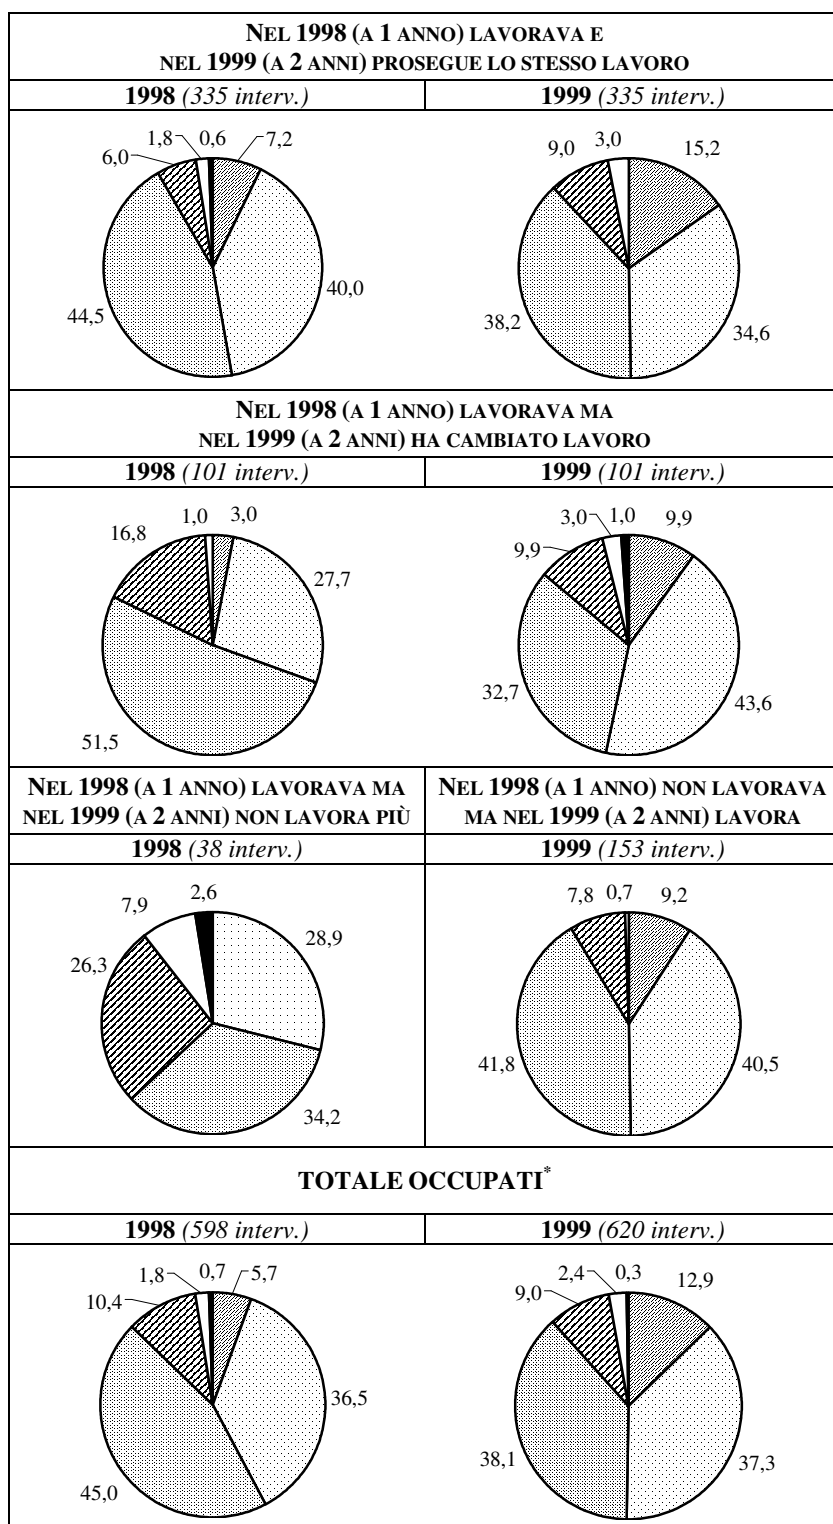 NEL 1998 (A 1 ANNO) LAVORAVA E
NEL 1999 (A 2 ANNI) PROSEGUE LO STESSO LAVORO
1998 (335 interv.)
1999 (335 interv.)
6,0 1,8 0,6 7,2
40,0
44,5
9,0 3,0 15,2
34,6
38,2
NEL 1998 (A 1 ANNO) LAVORAVA MA
NEL 1999 (A 2 ANNI) HA CAMBIATO LAVORO
1998 (101 interv.)
1999 (101 interv.)
16,8 1,0 3,0
27,7
51,5
9,9 3,0 1,0 9,9
43,6
32,7
NEL 1998 (A 1 ANNO) LAVORAVA MA
NEL 1999 (A 2 ANNI) NON LAVORA PIÙ
NEL 1998 (A 1 ANNO) NON LAVORAVA
MA NEL 1999 (A 2 ANNI) LAVORA
1998 (38 interv.)
1999 (153 interv.)
7,9 2,6
28,9
26,3
34,2
7,8 0,7 9,2
40,5
41,8
TOTALE OCCUPATI*
1998 (598 interv.)
1999 (620 interv.)
10,4 1,8 0,7 5,7
36,5
45,0
9,0 2,4 0,3 12,9
37,3
38,1